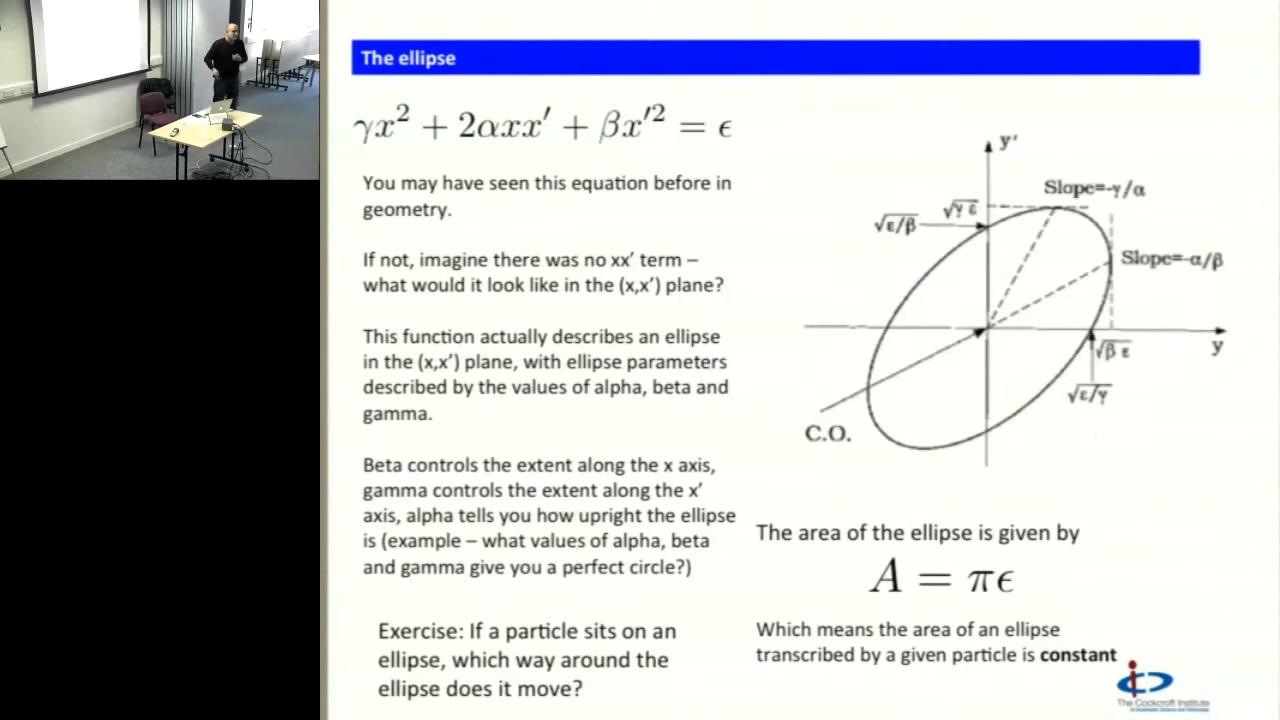 The ellipse
γx² + 2αxx′ + βx′² = ϵ
You may have seen this equation before in
geometry.
If not, imagine there was no xx′ term –
what would it look like in the (x,x′) plane?
This function actually describes an ellipse
in the (x,x′) plane, with ellipse parameters
described by the values of alpha, beta and
gamma.
Beta controls the extent along the x axis,
gamma controls the extent along the x′
axis, alpha tells you how upright the ellipse
is (example – what values of alpha, beta
and gamma give you a perfect circle?)
Exercise: If a particle sits on an
ellipse, which way around the
ellipse does it move?
y'
Slope=-γ/α
√γ ε
√ε/β
Slope=-α/β
y
√β ε
√ε/γ
C.O.
The area of the ellipse is given by
A = πϵ
Which means the area of an ellipse
transcribed by a given particle is constant
The Cockcroft Institute